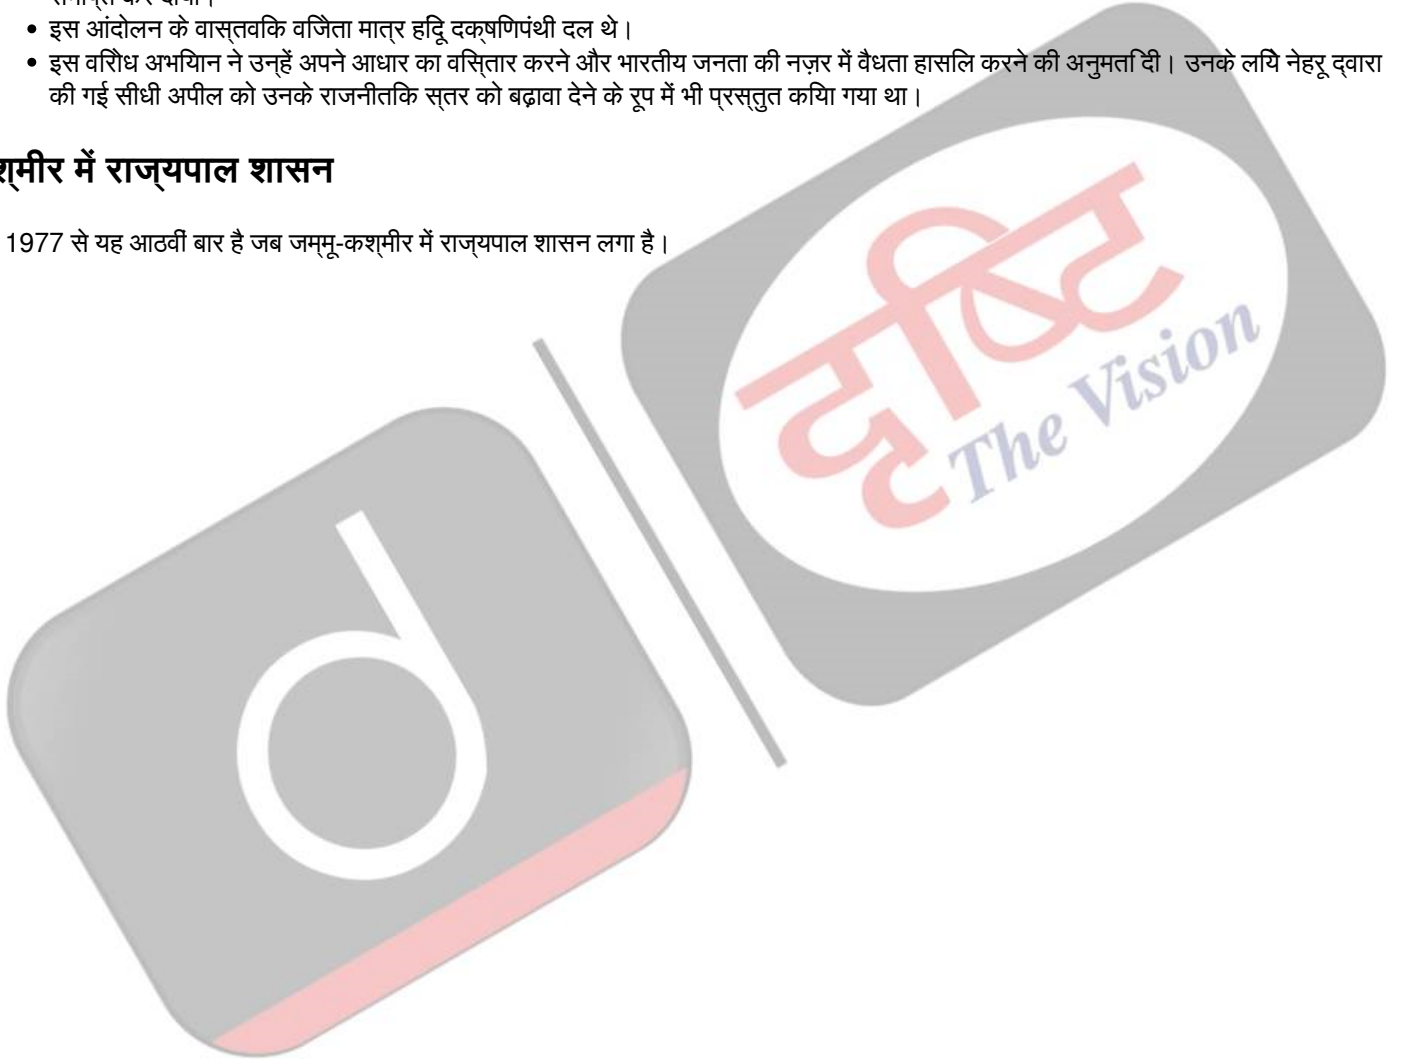 • इस आंदोलन के वास्तविक विजेता मात्र हिंदू दक्षिणपंथी दल थे।
• इस विरोध अभियान ने उन्हें अपने आधार का विस्तार करने और भारतीय जनता की नज़र में वैधता हासिल करने की अनुमति दी। उनके लिये नेहरू द्वारा
की गई सीधी अपील को उनके राजनीतिक स्तर को बढ़ावा देने के रूप में भी प्रस्तुत किया गया था।
श्मीर में राज्यपाल शासन
1977 से यह आठवीं बार है जब जम्मू-कश्मीर में राज्यपाल शासन लगा है।
दृष्टि
The Vision
d